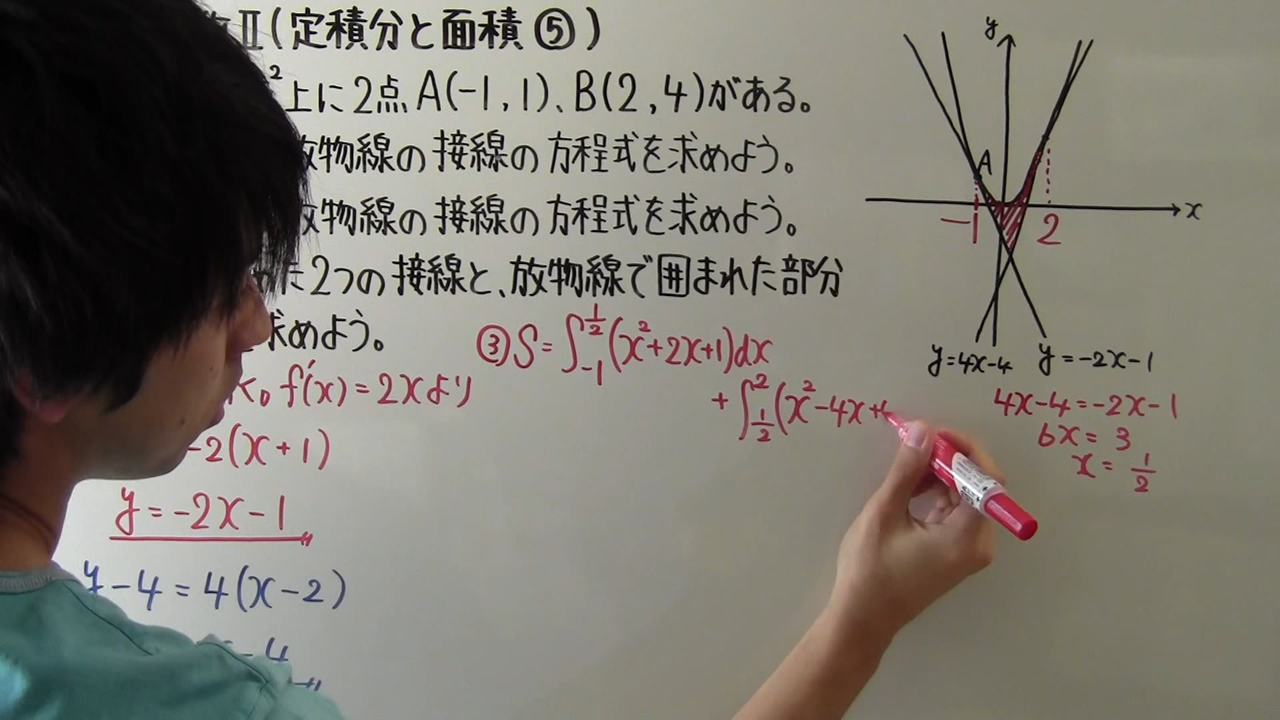 Ⅱ(定積分と面積⑤)
²上に2点A(-1,1)、B(2,4)がある。
放物線の接線の方程式を求めよう。
放物線の接線の方程式を求めよう。
た2つの接線と、放物線で囲まれた部分
求めよう。
f'(x)=2xより
-2(x+1)
y=-2x-1
y-4=4(x-2)
-4
③S=∫_{-1}^{1/2}(x²+2x+1)dx
+∫_{1/2}^{2}(x²-4x+
y
A
-1
2
x
y=4x-4
y=-2x-1
4x-4=-2x-1
6x=3
x=1/2